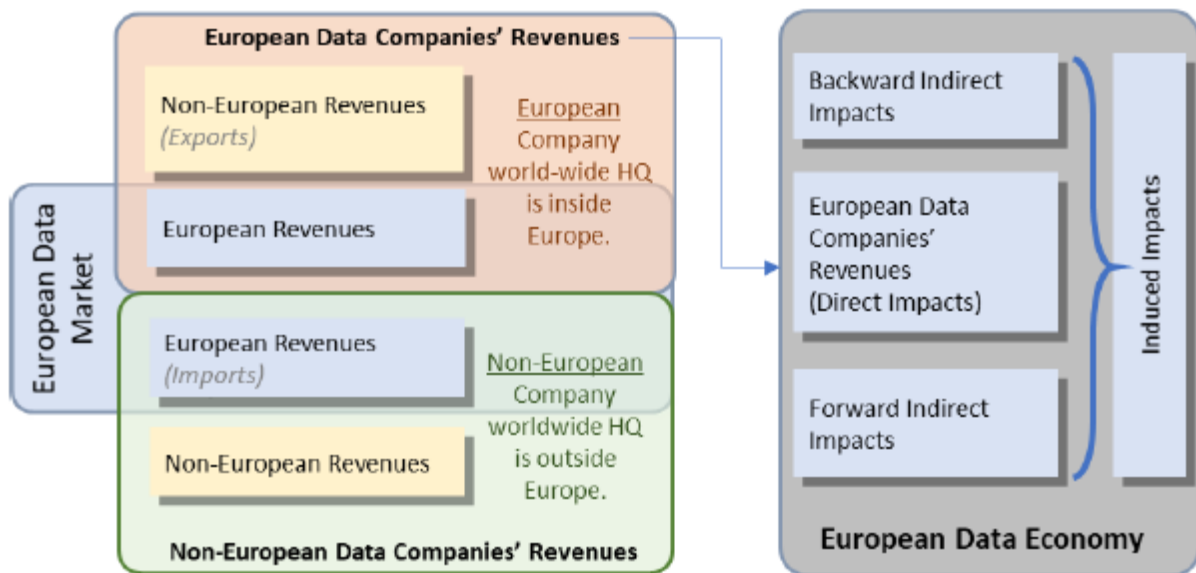 European Data Companies' Revenues
Non-European Revenues
(Exports)
European
Company
world-wide HQ
is inside
Europe.
European Revenues
European Data
Market
European Revenues
(Imports)
Non-European
Company
worldwide HQ
is outside
Europe.
Non-European Revenues
Non-European Data Companies' Revenues
Backward Indirect
Impacts
European Data
Companies'
Revenues
(Direct Impacts)
Forward Indirect
Impacts
Induced Impacts
European Data Economy